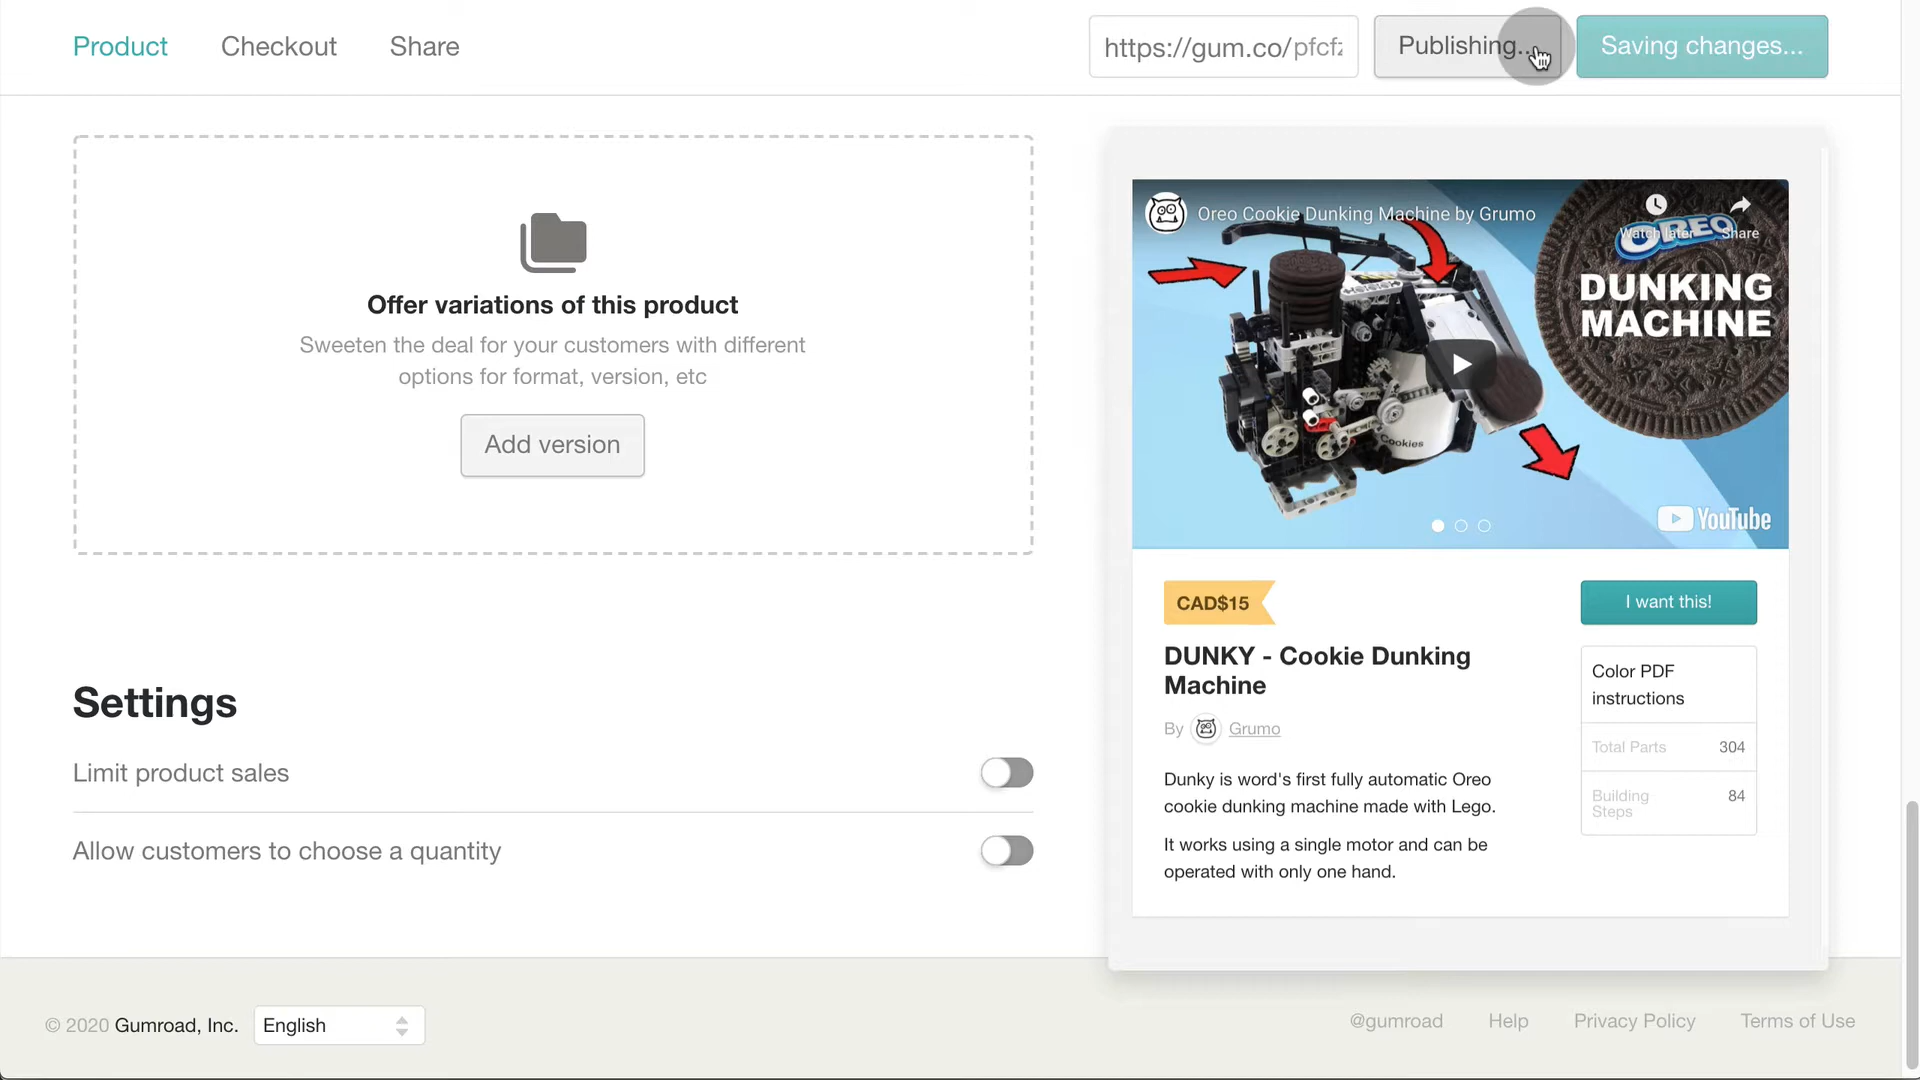 Product
Checkout
Share
https://gum.co/pfcfz
Publishing...
Saving changes...
Offer variations of this product
Sweeten the deal for your customers with different
options for format, version, etc
Add version
Settings
Limit product sales
Allow customers to choose a quantity
Oreo Cookie Dunking Machine by Grumo
Watch later
Share
OREO
DUNKING
MACHINE
Cookies
YouTube
CAD$15
I want this!
DUNKY - Cookie Dunking
Machine
By Grumo
Dunky is word's first fully automatic Oreo
cookie dunking machine made with Lego.
It works using a single motor and can be
operated with only one hand.
Color PDF
instructions
Total Parts 304
Building
Steps
84
© 2020 Gumroad, Inc.
English
@gumroad
Help
Privacy Policy
Terms of Use